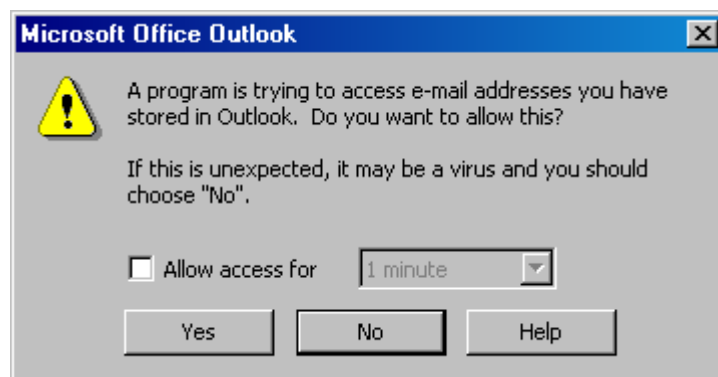 Microsoft Office Outlook
A program is trying to access e-mail addresses you have
stored in Outlook.  Do you want to allow this?
If this is unexpected, it may be a virus and you should
choose "No".
Allow access for 1 minute
Yes No Help